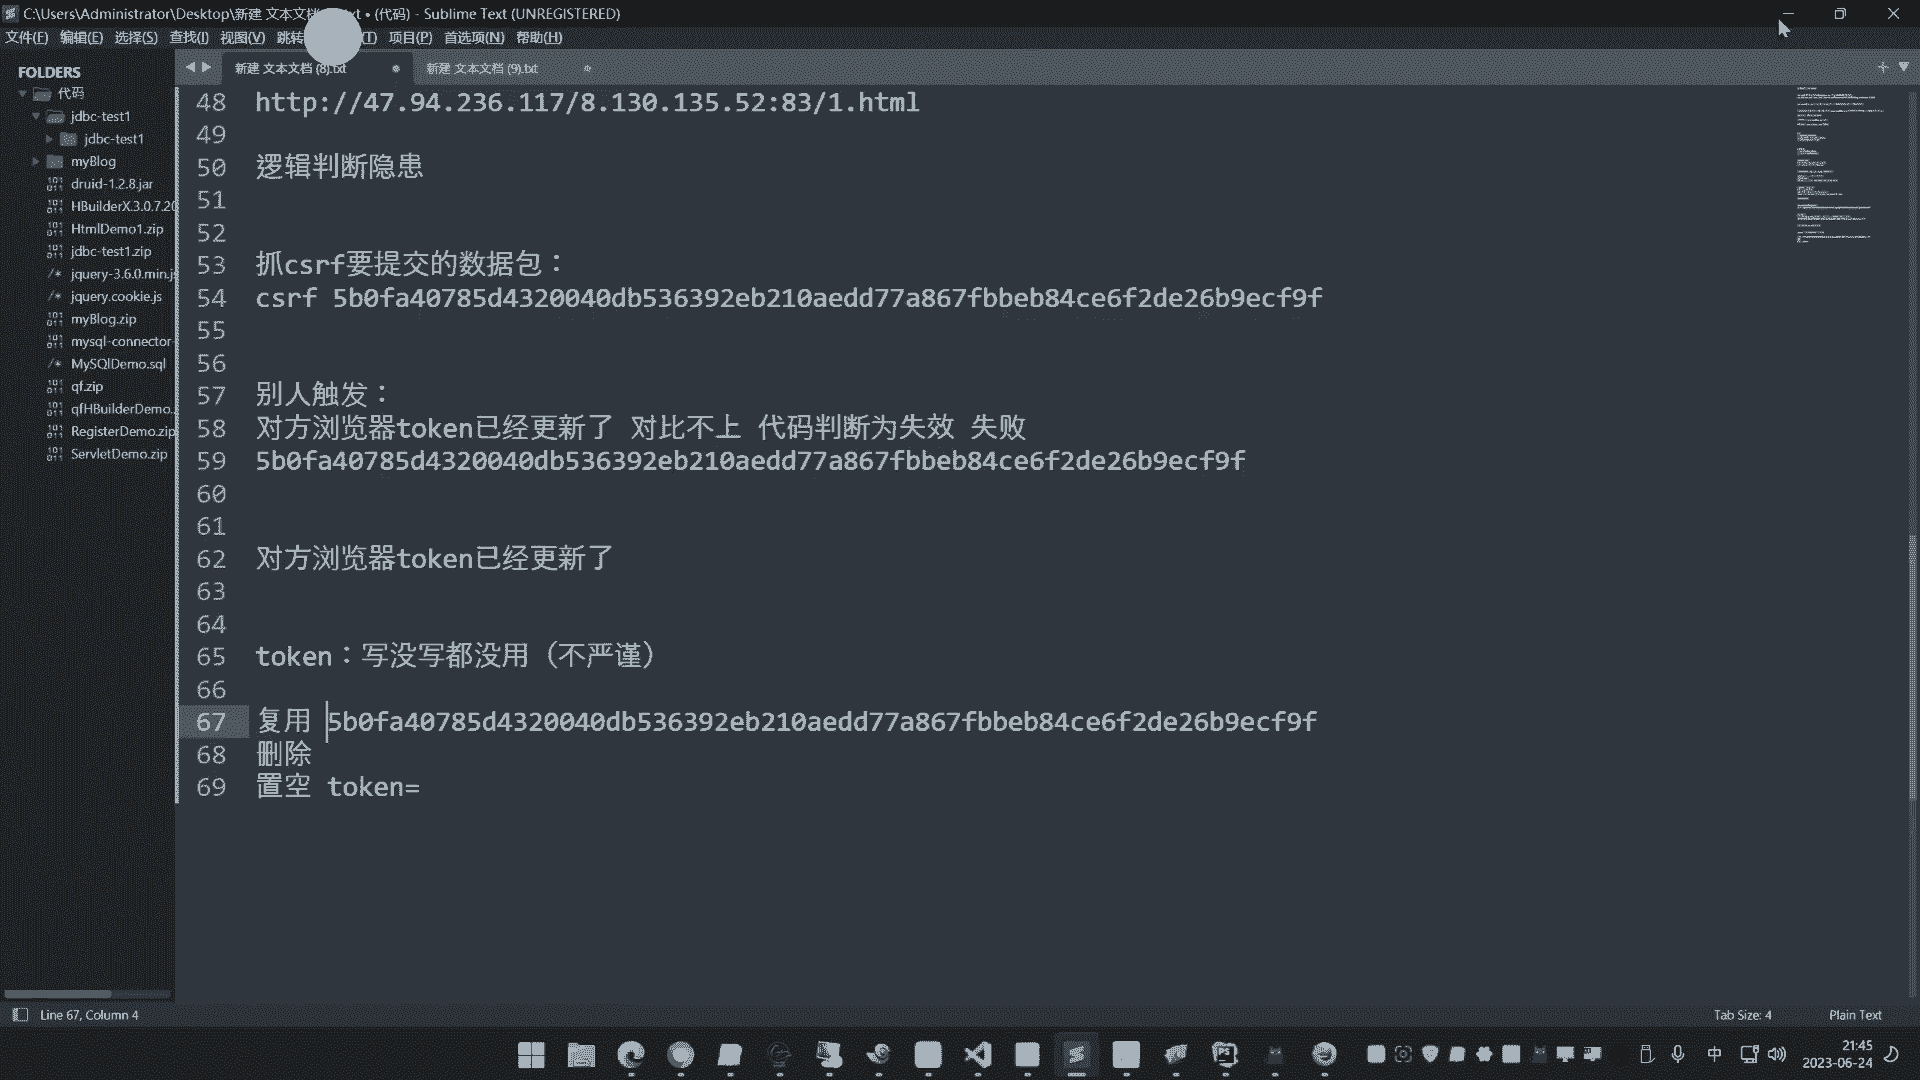 C:\Users\Administrator\Desktop\新建 文本文档 .txt • (代码) - Sublime Text (UNREGISTERED)
文件(F) 编辑(E) 选择(S) 查找(I) 视图(V) 跳转 (T) 项目(P) 首选项(N) 帮助(H)
FOLDERS
代码
jdbc-test1
jdbc-test1
myBlog
druid-1.2.8.jar
HBuilderX.3.0.7.20
HtmlDemo1.zip
jdbc-test1.zip
jquery-3.6.0.min.js
jquery.cookie.js
myBlog.zip
mysql-connector-
MySQlDemo.sql
qf.zip
qfHBuilderDemo.
RegisterDemo.zip
ServletDemo.zip
新建 文本文档 (8).txt
新建 文本文档 (9).txt
48 http://47.94.236.117/8.130.135.52:83/1.html
49
50 逻辑判断隐患
51
52
53 抓csrf要提交的数据包：
54 csrf 5b0fa40785d4320040db536392eb210aedd77a867fbbeb84ce6f2de26b9ecf9f
55
56
57 别人触发：
58 对方浏览器token已经更新了 对比不上 代码判断为失效 失败
59 5b0fa40785d4320040db536392eb210aedd77a867fbbeb84ce6f2de26b9ecf9f
60
61
62 对方浏览器token已经更新了
63
64
65 token：写没写都没用（不严谨）
66
67 复用 5b0fa40785d4320040db536392eb210aedd77a867fbbeb84ce6f2de26b9ecf9f
68 删除
69 置空 token=
Line 67, Column 4
Tab Size: 4
Plain Text
中
21:45
2023-06-24